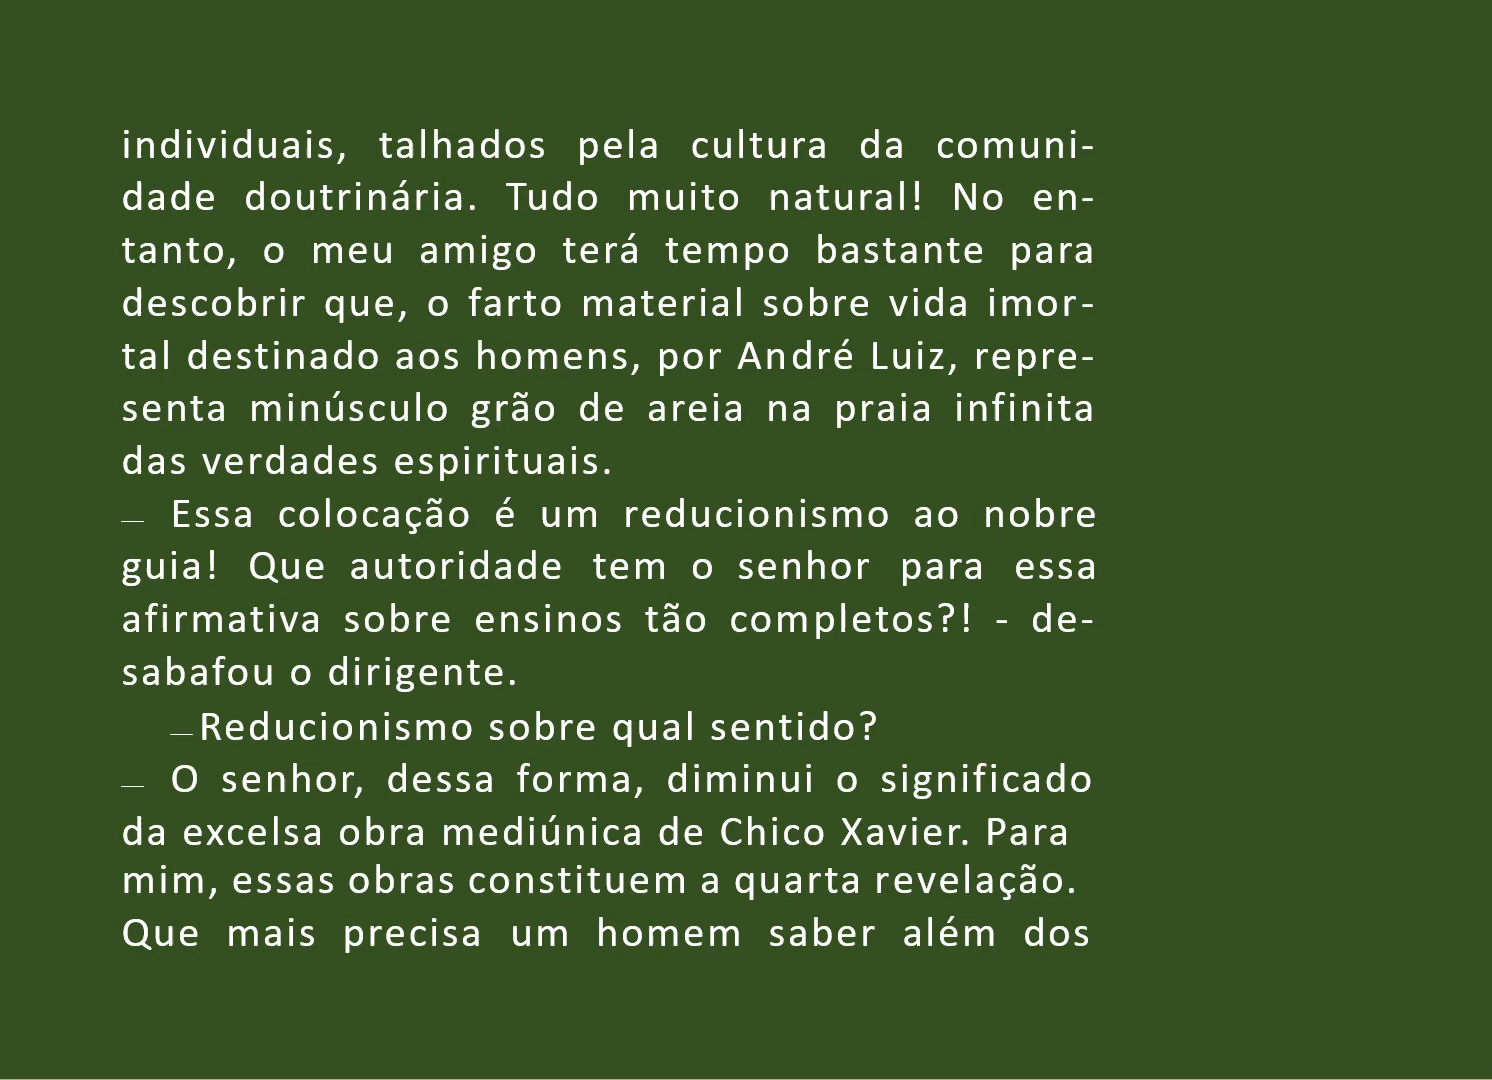 individuais, talhados pela cultura da comuni-
dade doutrinária. Tudo muito natural! No en-
tanto, o meu amigo terá tempo bastante para
descobrir que, o farto material sobre vida imor-
tal destinado aos homens, por André Luiz, repre-
senta minúsculo grão de areia na praia infinita
das verdades espirituais.
— Essa colocação é um reducionismo ao nobre
guia! Que autoridade tem o senhor para essa
afirmativa sobre ensinos tão completos?! - de-
sabafou o dirigente.
—Reducionismo sobre qual sentido?
— O senhor, dessa forma, diminui o significado
da excelsa obra mediúnica de Chico Xavier. Para
mim, essas obras constituem a quarta revelação.
Que mais precisa um homem saber além dos